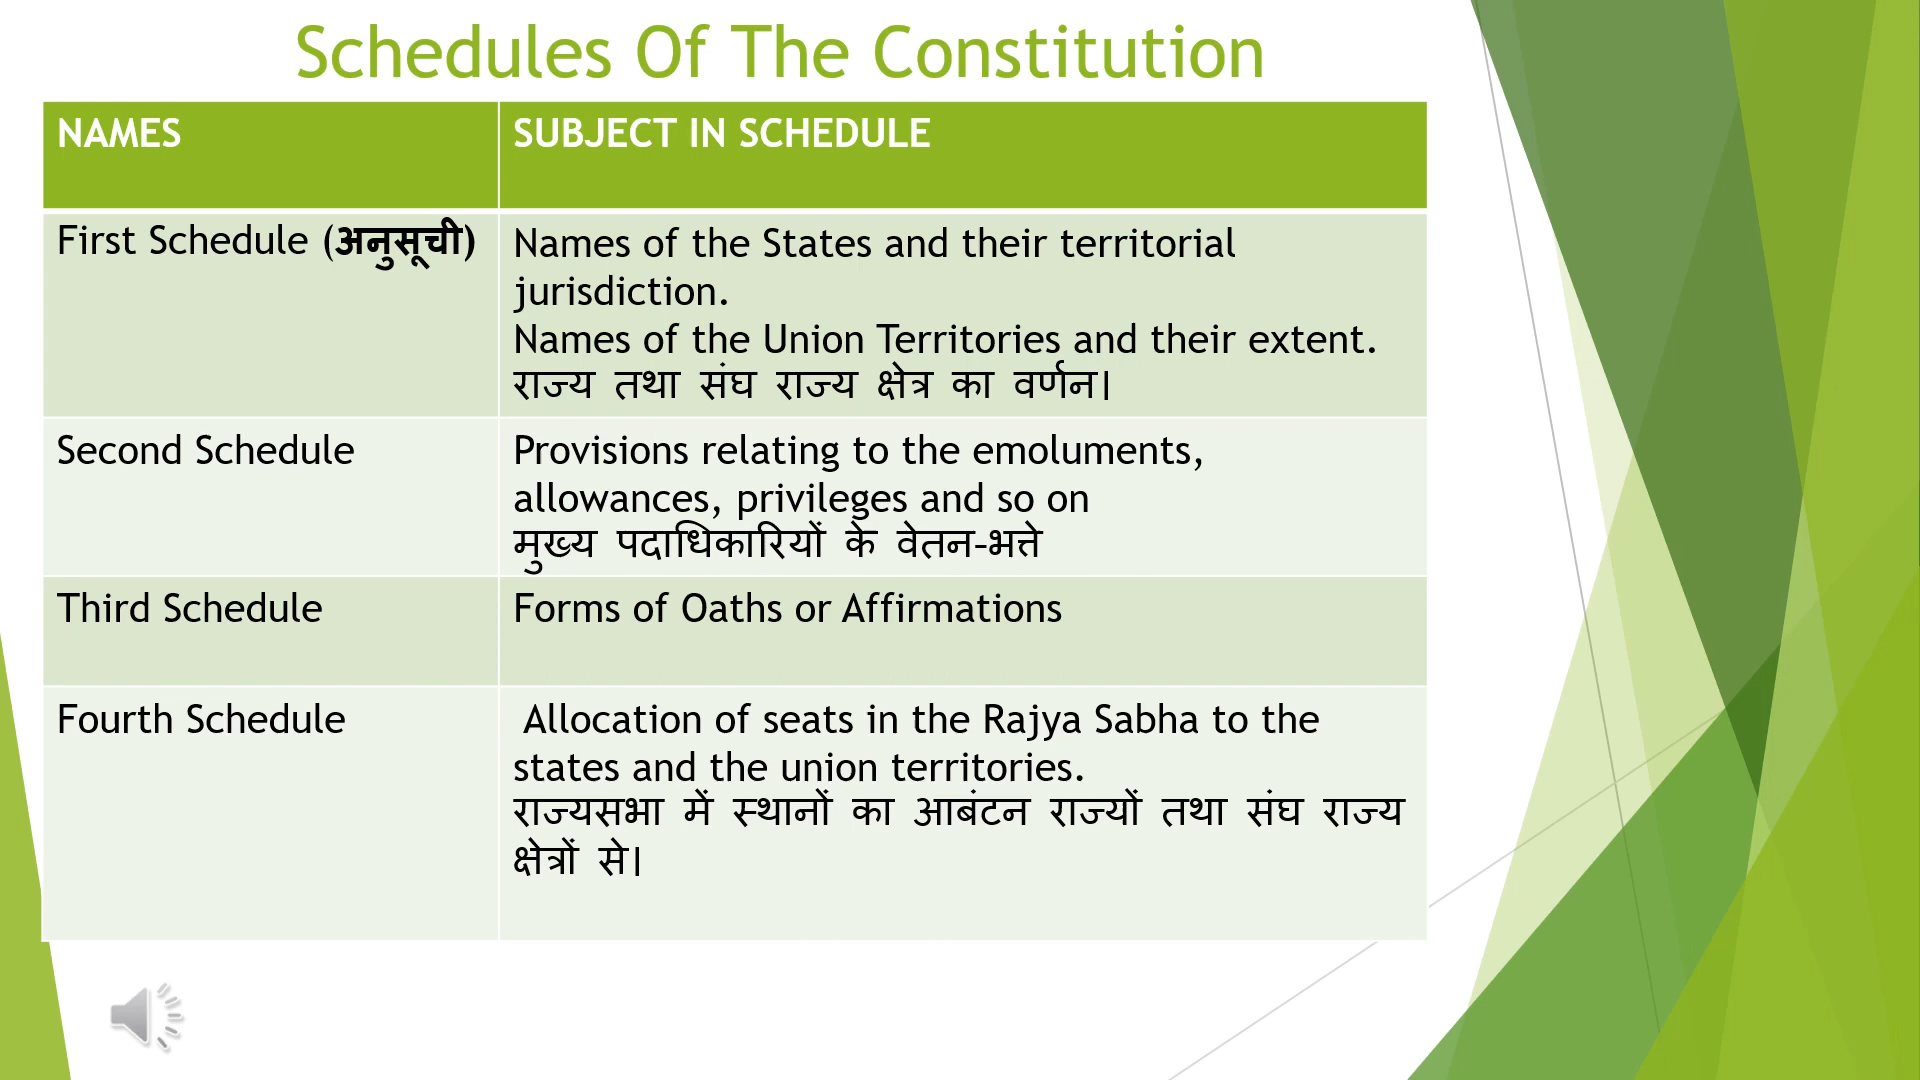 Schedules Of The Constitution
NAMES
SUBJECT IN SCHEDULE
First Schedule (अनुसूची)
Names of the States and their territorial
jurisdiction.
Names of the Union Territories and their extent.
राज्य तथा संघ राज्य क्षेत्र का वर्णन।
Second Schedule
Provisions relating to the emoluments,
allowances, privileges and so on
मुख्य पदाधिकारियों के वेतन-भत्ते
Third Schedule
Forms of Oaths or Affirmations
Fourth Schedule
Allocation of seats in the Rajya Sabha to the
states and the union territories.
राज्यसभा में स्थानों का आबंटन राज्यों तथा संघ राज्य
क्षेत्रों से।